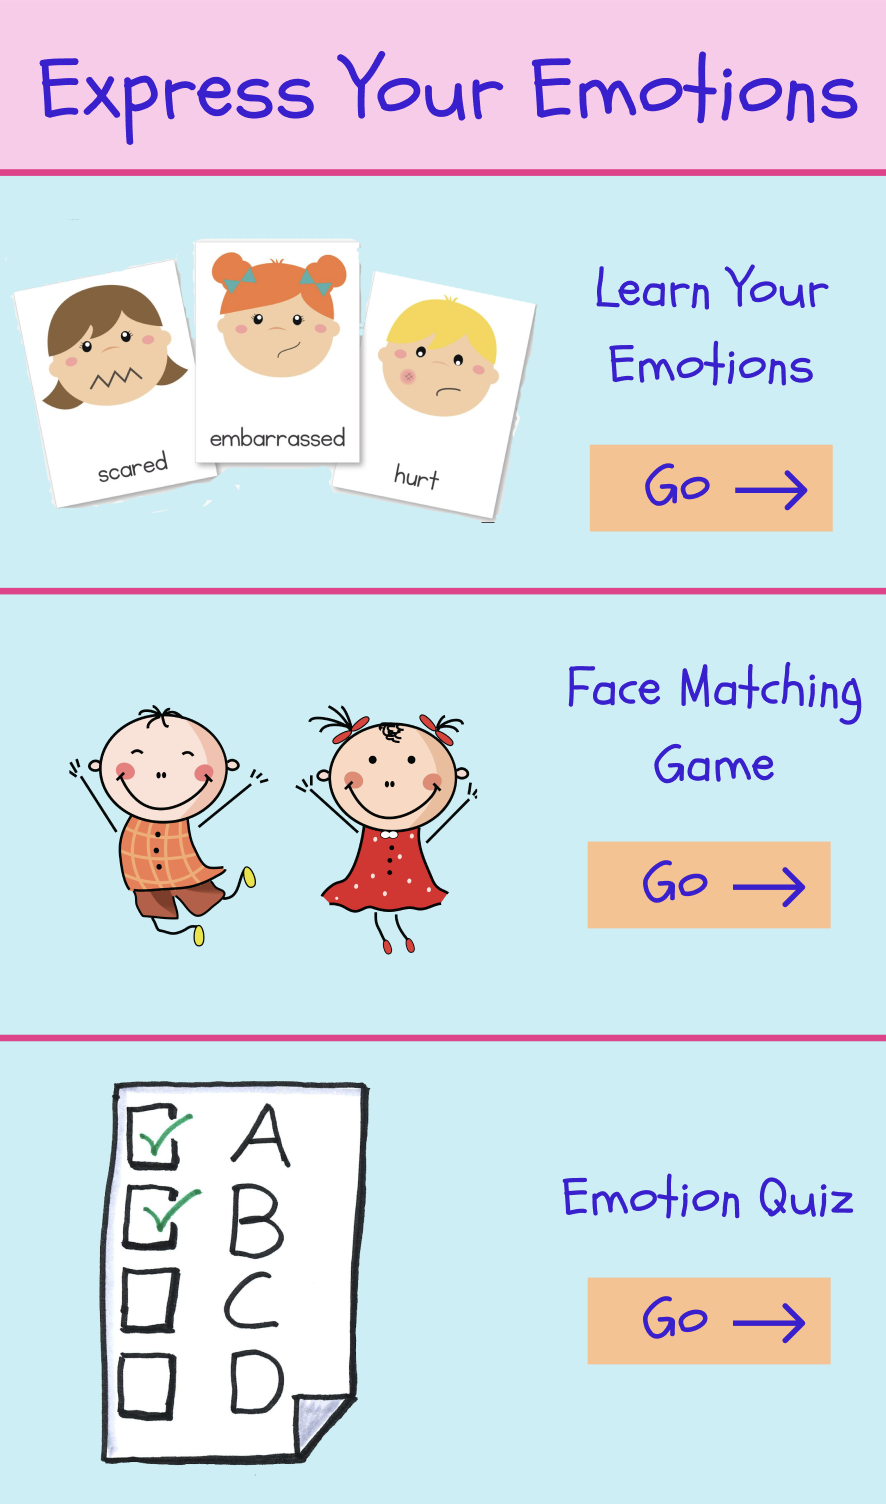 Express Your Emotions
scared
embarrassed
hurt
Learn Your
Emotions
Go
Face Matching
Game
Go
A
B
C
D
Emotion Quiz
Go